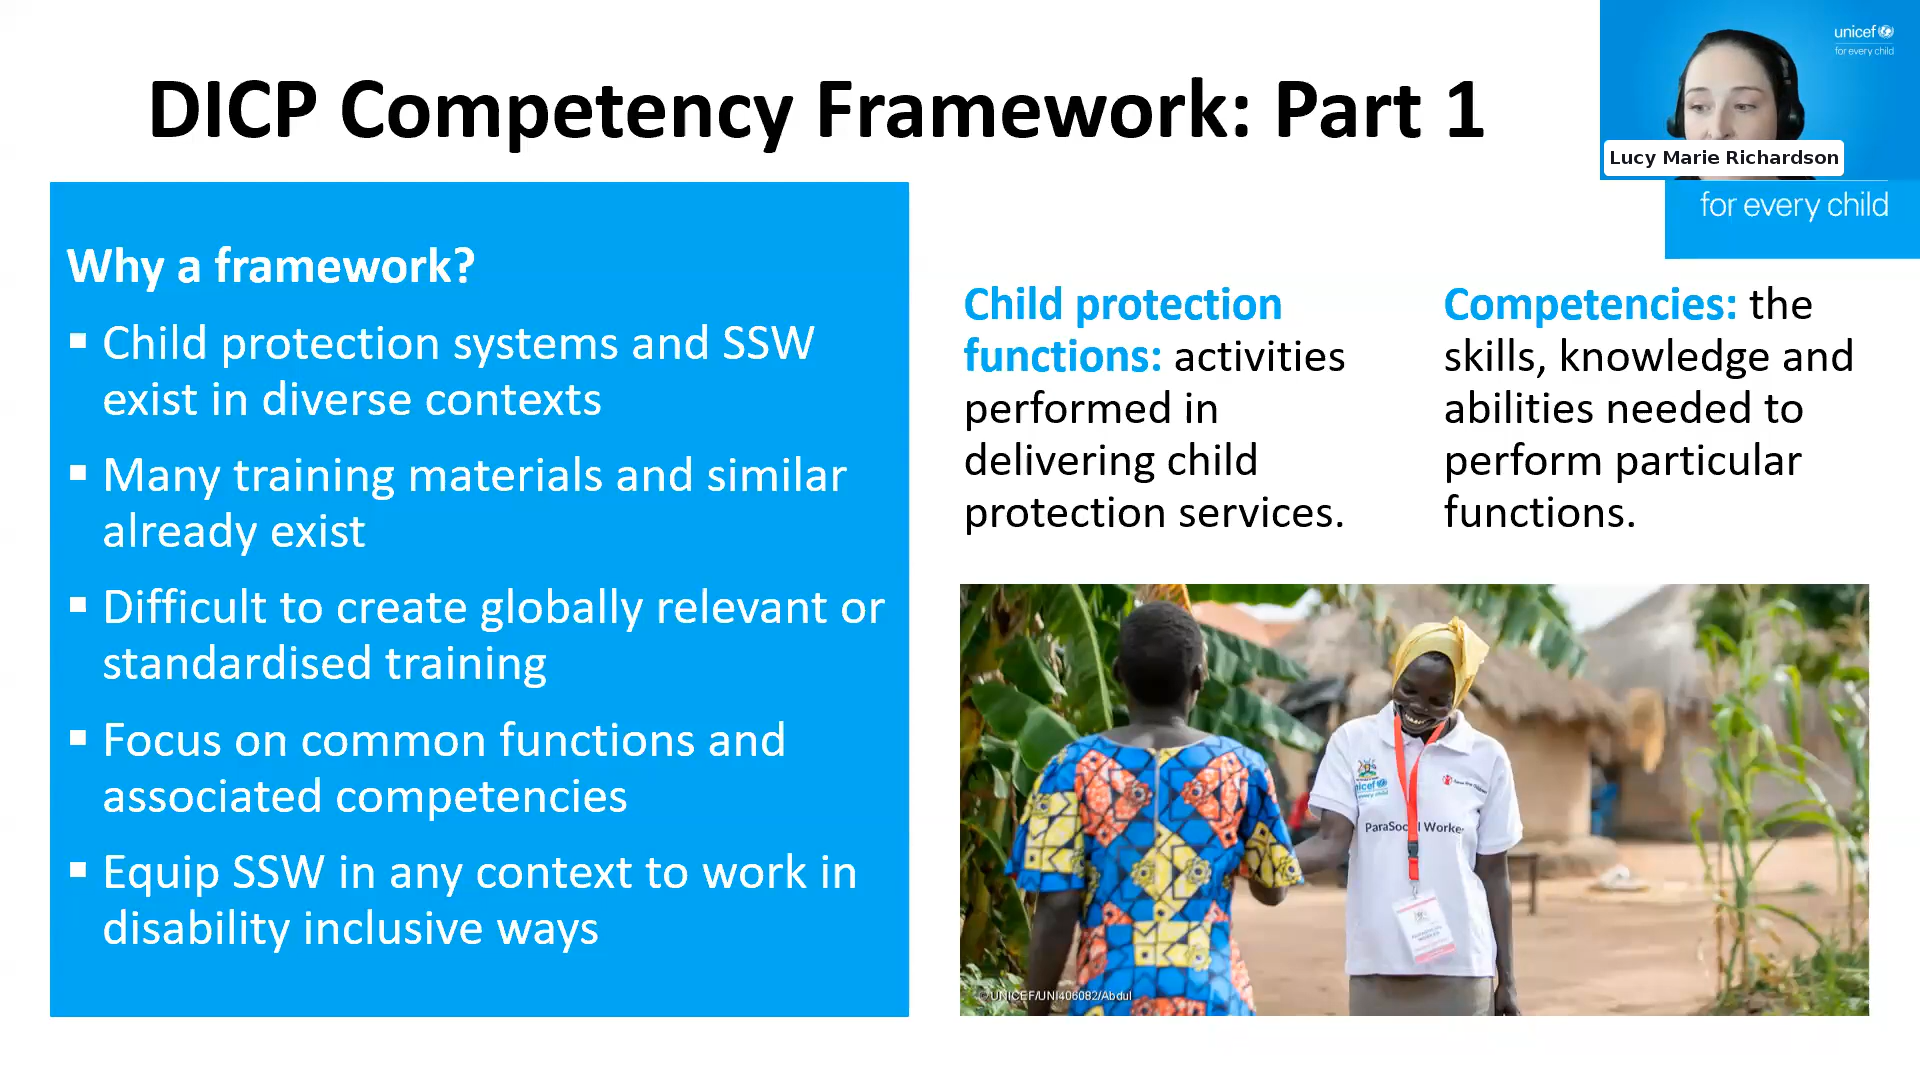 DICP Competency Framework: Part 1
unicef
for every child
Lucy Marie Richardson
for every child
Why a framework?
▪ Child protection systems and SSW
exist in diverse contexts
▪ Many training materials and similar
already exist
▪ Difficult to create globally relevant or
standardised training
▪ Focus on common functions and
associated competencies
▪ Equip SSW in any context to work in
disability inclusive ways
Child protection
functions: activities
performed in
delivering child
protection services.
Competencies: the
skills, knowledge and
abilities needed to
perform particular
functions.
unicef
for every child
© UNICEF/UNI406082/Abdul